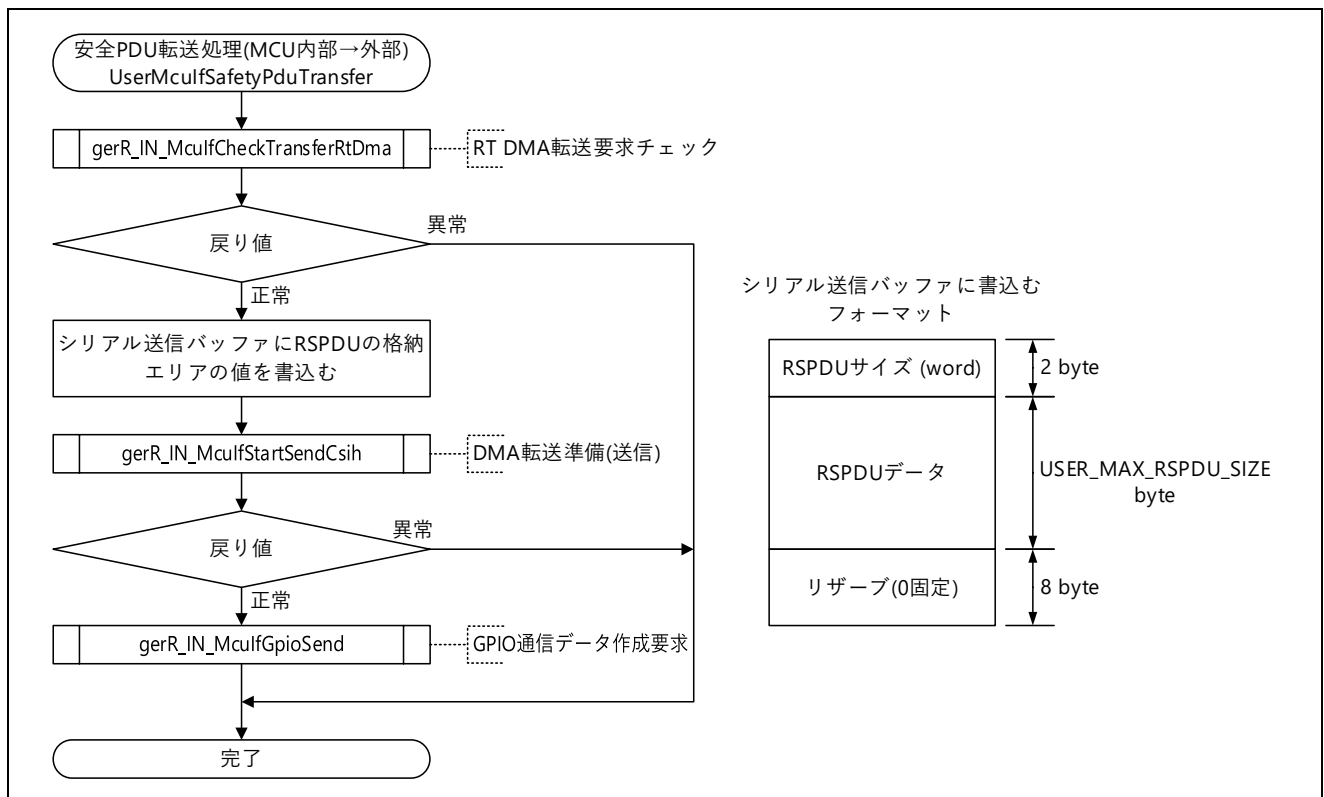 安全PDU転送処理(MCU内部→外部)
UserMcuIfSafetyPduTransfer
gerR_IN_McuIfCheckTransferRtDma
RT DMA転送要求チェック
戻り値
異常
正常
シリアル送信バッファにRSPDUの格納
エリアの値を書込む
gerR_IN_McuIfStartSendCsih
DMA転送準備(送信)
戻り値
異常
正常
gerR_IN_McuIfGpioSend
GPIO通信データ作成要求
完了
シリアル送信バッファに書込む
フォーマット
RSPDUサイズ (word)
2 byte
RSPDUデータ
USER_MAX_RSPDU_SIZE
byte
リザーブ(0固定)
8 byte